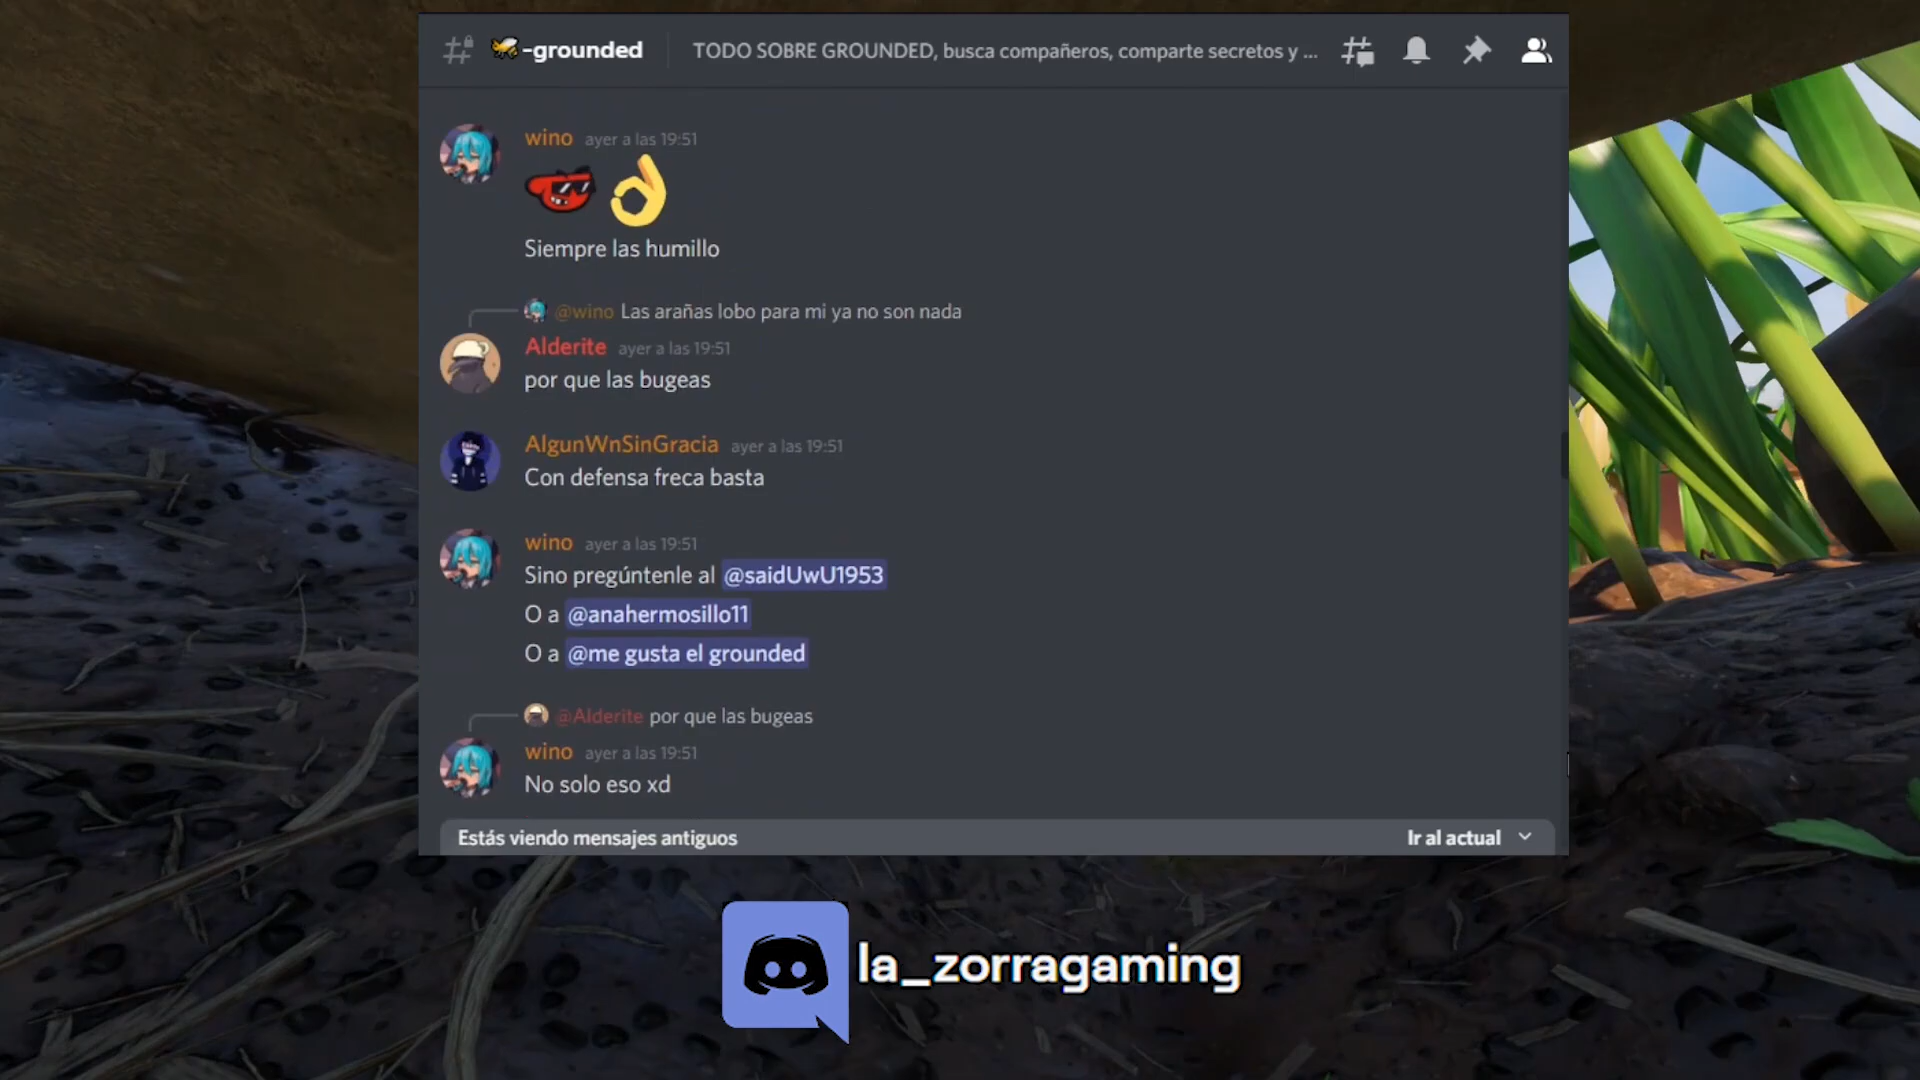 -grounded
TODO SOBRE GROUNDED, busca compañeros, comparte secretos y ...
wino ayer a las 19:51
Siempre las humillo
@wino Las arañas lobo para mi ya no son nada
Alderite ayer a las 19:51
por que las bugeas
AlgunWnSinGracia ayer a las 19:51
Con defensa freca basta
wino ayer a las 19:51
Sino pregúntenle al @saidUwU1953
O a @anahermosillo11
O a @me gusta el grounded
@Alderite por que las bugeas
wino ayer a las 19:51
No solo eso xd
Estás viendo mensajes antiguos
Ir al actual
la_zorragaming